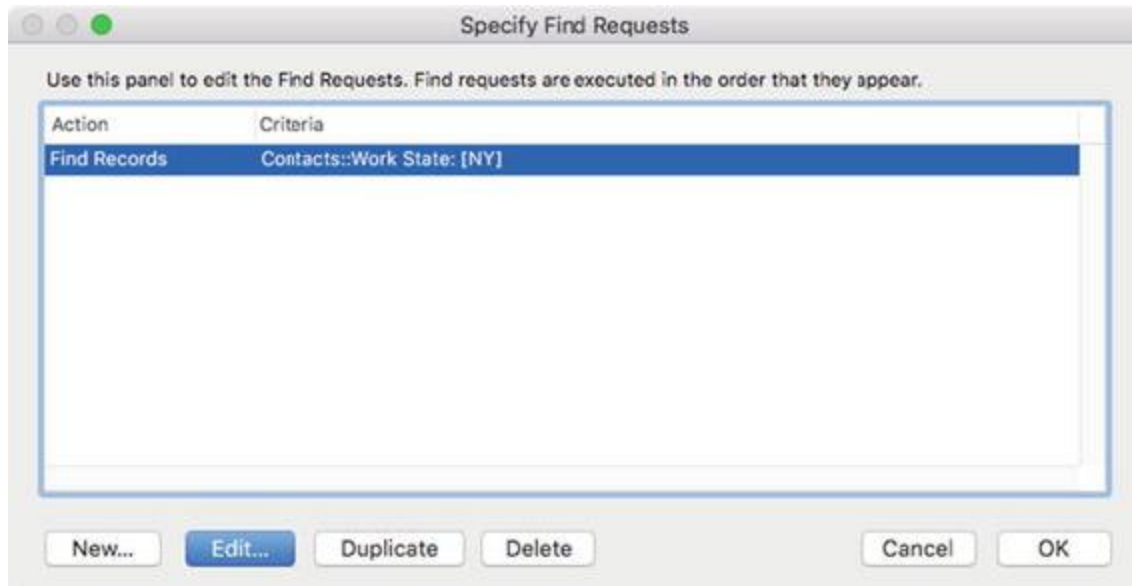 Specify Find Requests
Use this panel to edit the Find Requests. Find requests are executed in the order that they appear.
Action Criteria
Find Records Contacts::Work State: [NY]
New... Edit... Duplicate Delete Cancel OK